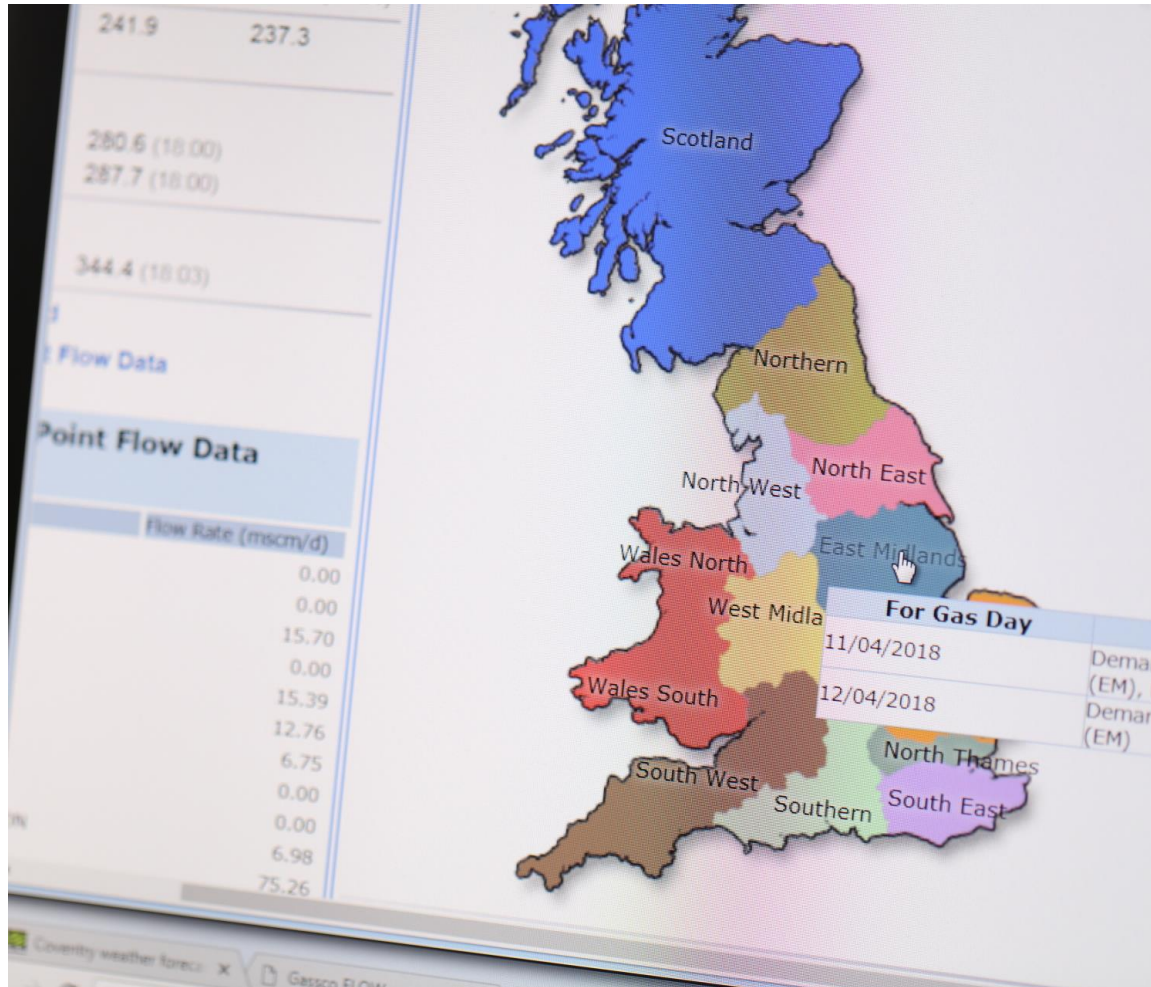 241.9 237.3
280.6 (18:00)
287.7 (18:00)
344.4 (18:03)
Flow Data
Point Flow Data
Flow Rate (mscm/d)
0.00
0.00
15.70
0.00
15.39
12.76
6.75
0.00
0.00
6.98
75.26
Scotland
Northern
North East
North West
East Midlands
Wales North
West Midla
For Gas Day
11/04/2018
Dema
(EM),
12/04/2018
Deman
(EM)
Wales South
North Thames
South West
South East
Southern
Coventry weather foreca x
Gassco FLOW